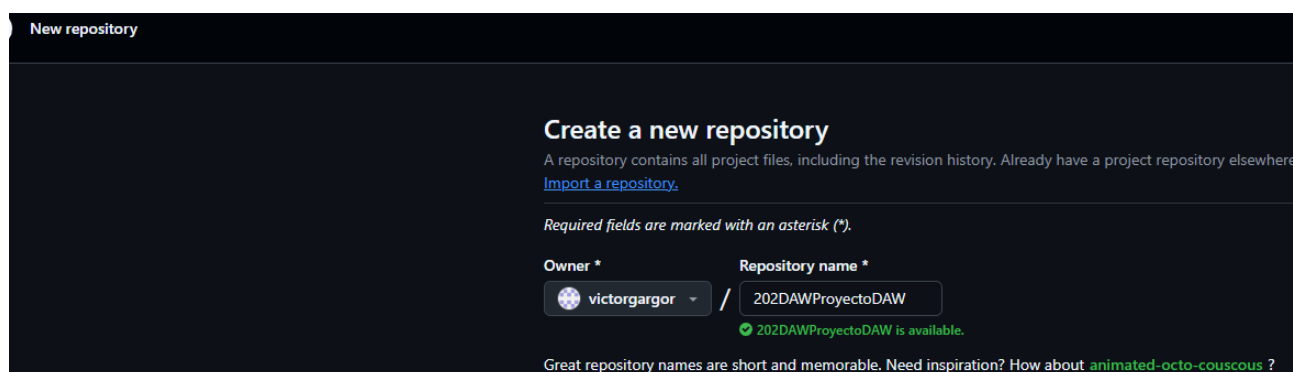 New repository
Create a new repository
A repository contains all project files, including the revision history. Already have a project repository elsewhere
Import a repository.
Required fields are marked with an asterisk (*).
Owner * Repository name *
victorgargor / 202DAWProyectoDAW
202DAWProyectoDAW is available.
Great repository names are short and memorable. Need inspiration? How about animated-octo-couscous ?